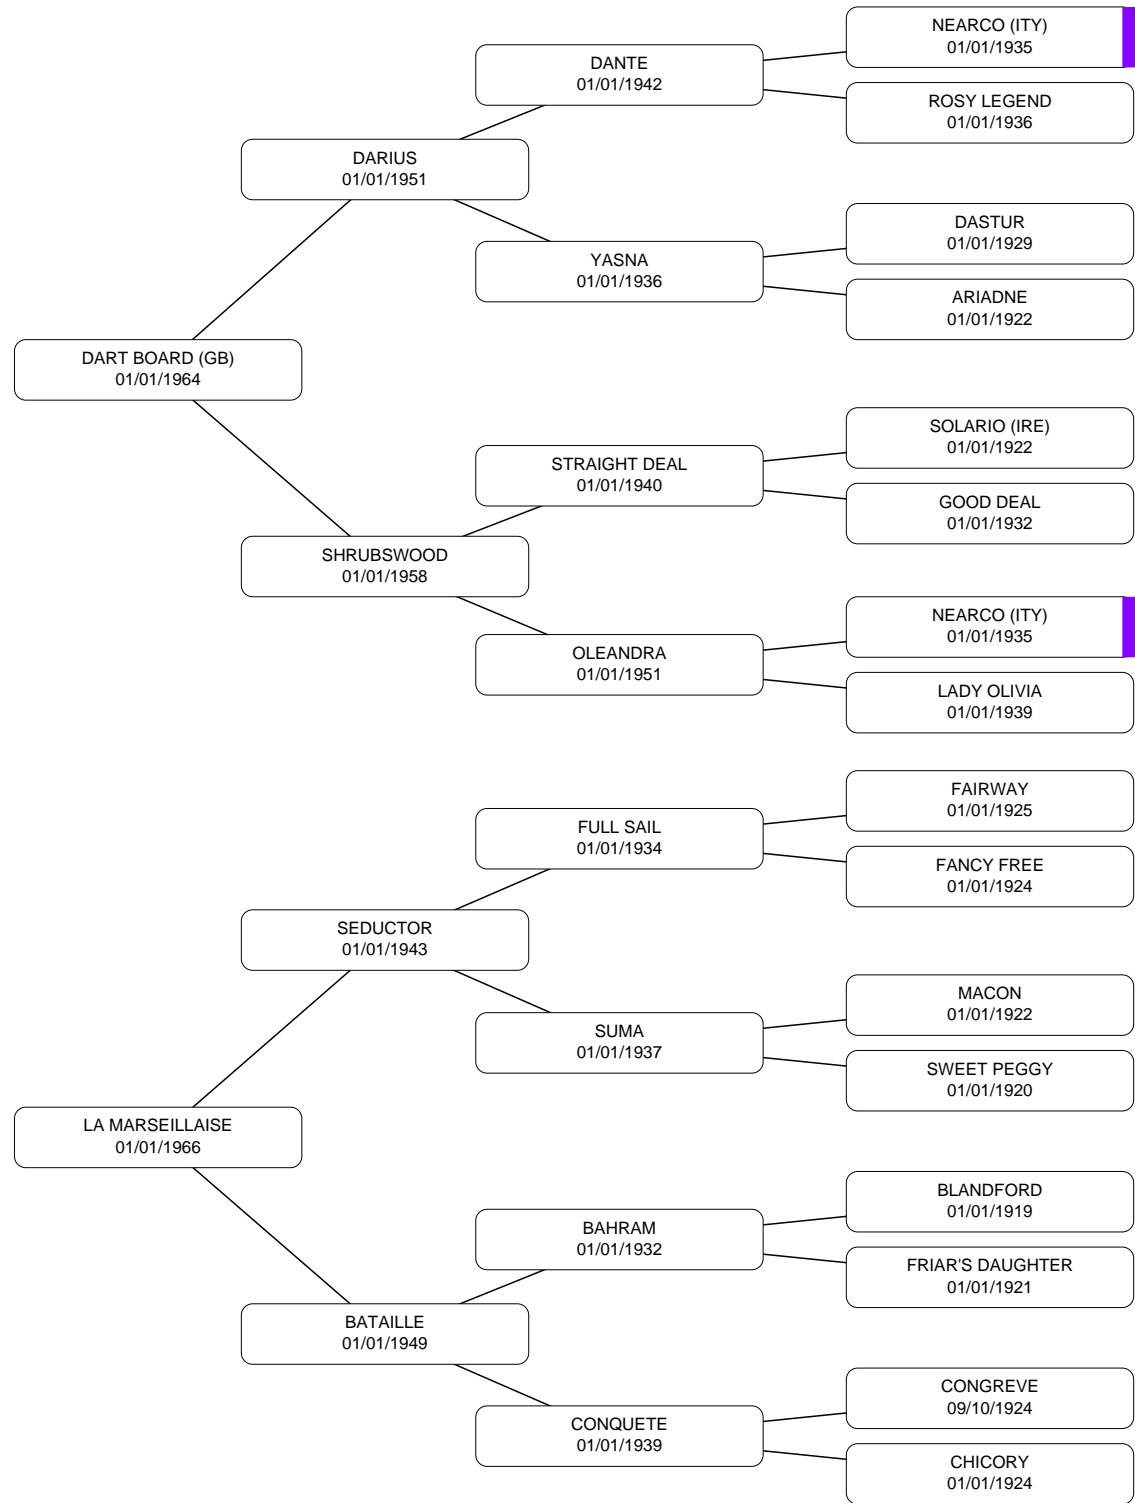 NEARCO (ITY)
01/01/1935
DANTE
01/01/1942
ROSY LEGEND
01/01/1936
DARIUS
01/01/1951
DASTUR
01/01/1929
YASNA
01/01/1936
ARIADNE
01/01/1922
DART BOARD (GB)
01/01/1964
SOLARIO (IRE)
01/01/1922
STRAIGHT DEAL
01/01/1940
GOOD DEAL
01/01/1932
SHRUBSWOOD
01/01/1958
NEARCO (ITY)
01/01/1935
OLEANDRA
01/01/1951
LADY OLIVIA
01/01/1939
FAIRWAY
01/01/1925
FULL SAIL
01/01/1934
FANCY FREE
01/01/1924
SEDUCTOR
01/01/1943
MACON
01/01/1922
SUMA
01/01/1937
SWEET PEGGY
01/01/1920
LA MARSEILLAISE
01/01/1966
BLANDFORD
01/01/1919
BAHRAM
01/01/1932
FRIAR'S DAUGHTER
01/01/1921
BATAILLE
01/01/1949
CONGREVE
09/10/1924
CONQUETE
01/01/1939
CHICORY
01/01/1924